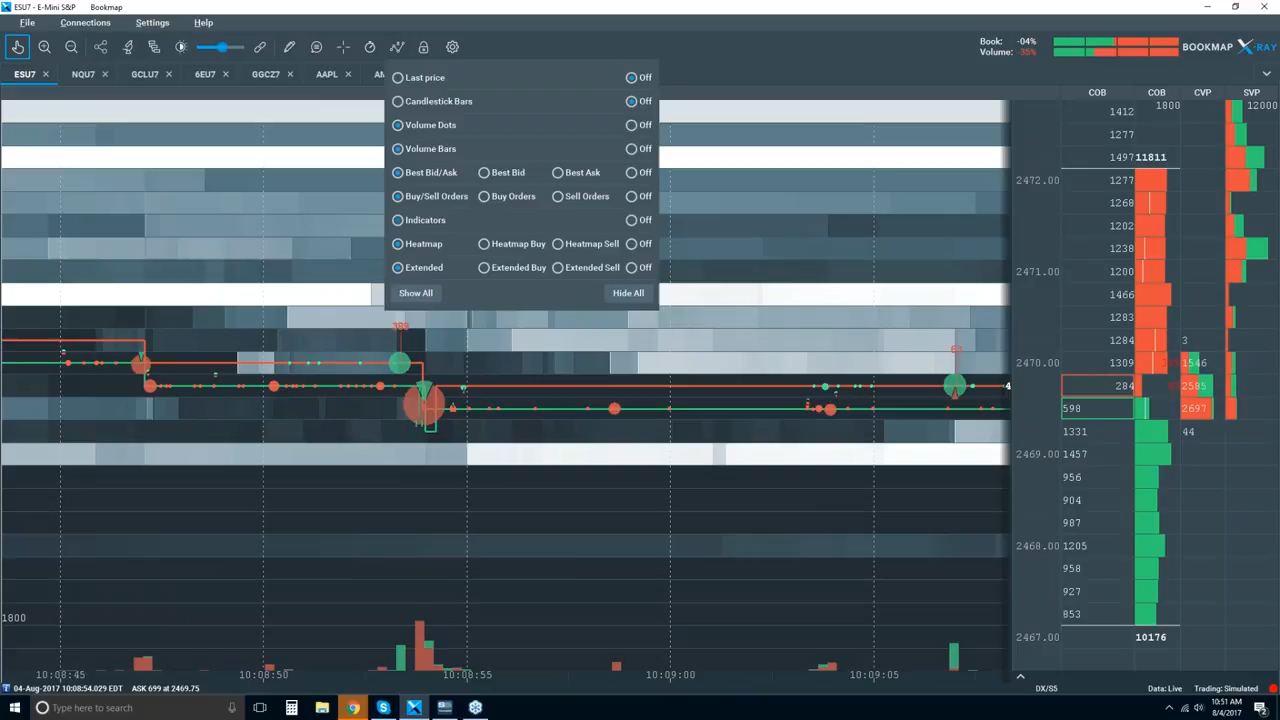 ESU7 - E-Mini S&P Bookmap
File Connections Settings Help
Book: -04%
Volume: -35%
BOOKMAP X-RAY
ESU7 × NQU7 × GCLU7 × 6EU7 × GGCZ7 × AAPL ×
Last price Off
Candlestick Bars Off
Volume Dots Off
Volume Bars Off
Best Bid/Ask Best Bid Best Ask Off
Buy/Sell Orders Buy Orders Sell Orders Off
Indicators Off
Heatmap Heatmap Buy Heatmap Sell Off
Extended Extended Buy Extended Sell Off
Show All Hide All
COB COB CVP SVP
1800 12000
1412
1277
1497 11811
2472.00 1277
1268
1202
1238
2471.00 1200
1466
1283
1284 3
2470.00 1309 1546
284
598 2697
1331 44
2469.00 1457
956
904
987
2468.00 1205
958
927
853
2467.00 10176
1800
10:08:45 10:08:50 10:08:55 10:09:00 10:09:05
04-Aug-2017 10:08:54.029 EDT ASK 699 at 2469.75
DX/S5 Data: Live Trading: Simulated
Type here to search
10:51 AM
8/4/2017
2